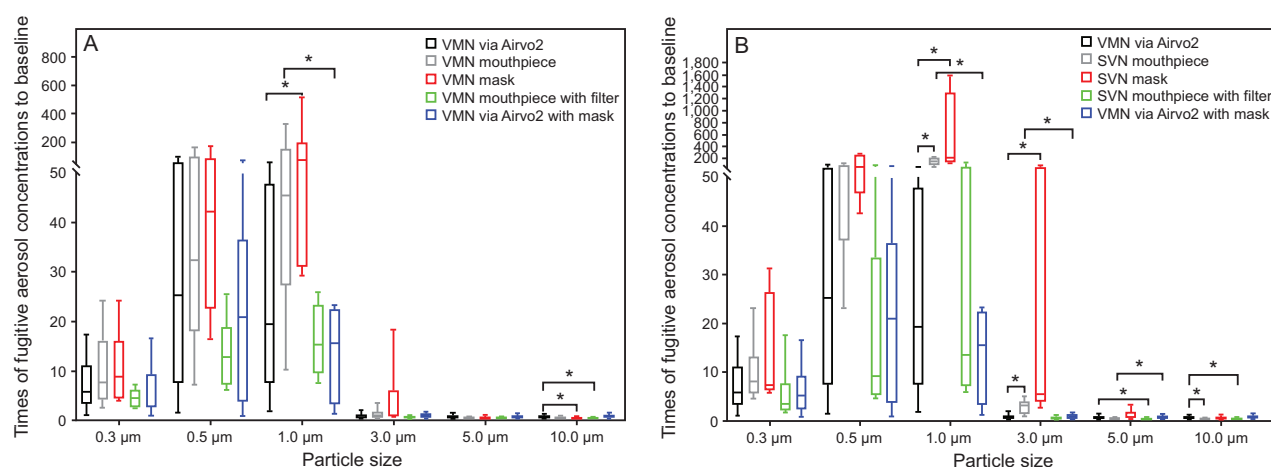 A
VMN via Airvo2
VMN mouthpiece
VMN mask
VMN mouthpiece with filter
VMN via Airvo2 with mask
Times of fugitive aerosol concentrations to baseline
800
600
400
200
50
40
30
20
10
0
* *
* *
0.3 µm 0.5 µm 1.0 µm 3.0 µm 5.0 µm 10.0 µm
Particle size
B
VMN via Airvo2
SVN mouthpiece
SVN mask
SVN mouthpiece with filter
VMN via Airvo2 with mask
Times of fugitive aerosol concentrations to baseline
1,800
1,600
1,400
1,200
1,000
800
600
400
200
50
40
30
20
10
0
* * *
* * *
* *
* *
0.3 µm 0.5 µm 1.0 µm 3.0 µm 5.0 µm 10.0 µm
Particle size